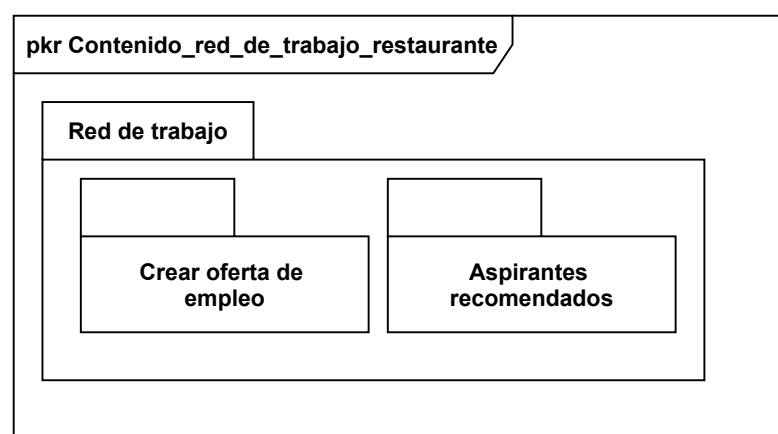 pkr Contenido_red_de_trabajo_restaurante
Red de trabajo
Crear oferta de
empleo
Aspirantes
recomendados